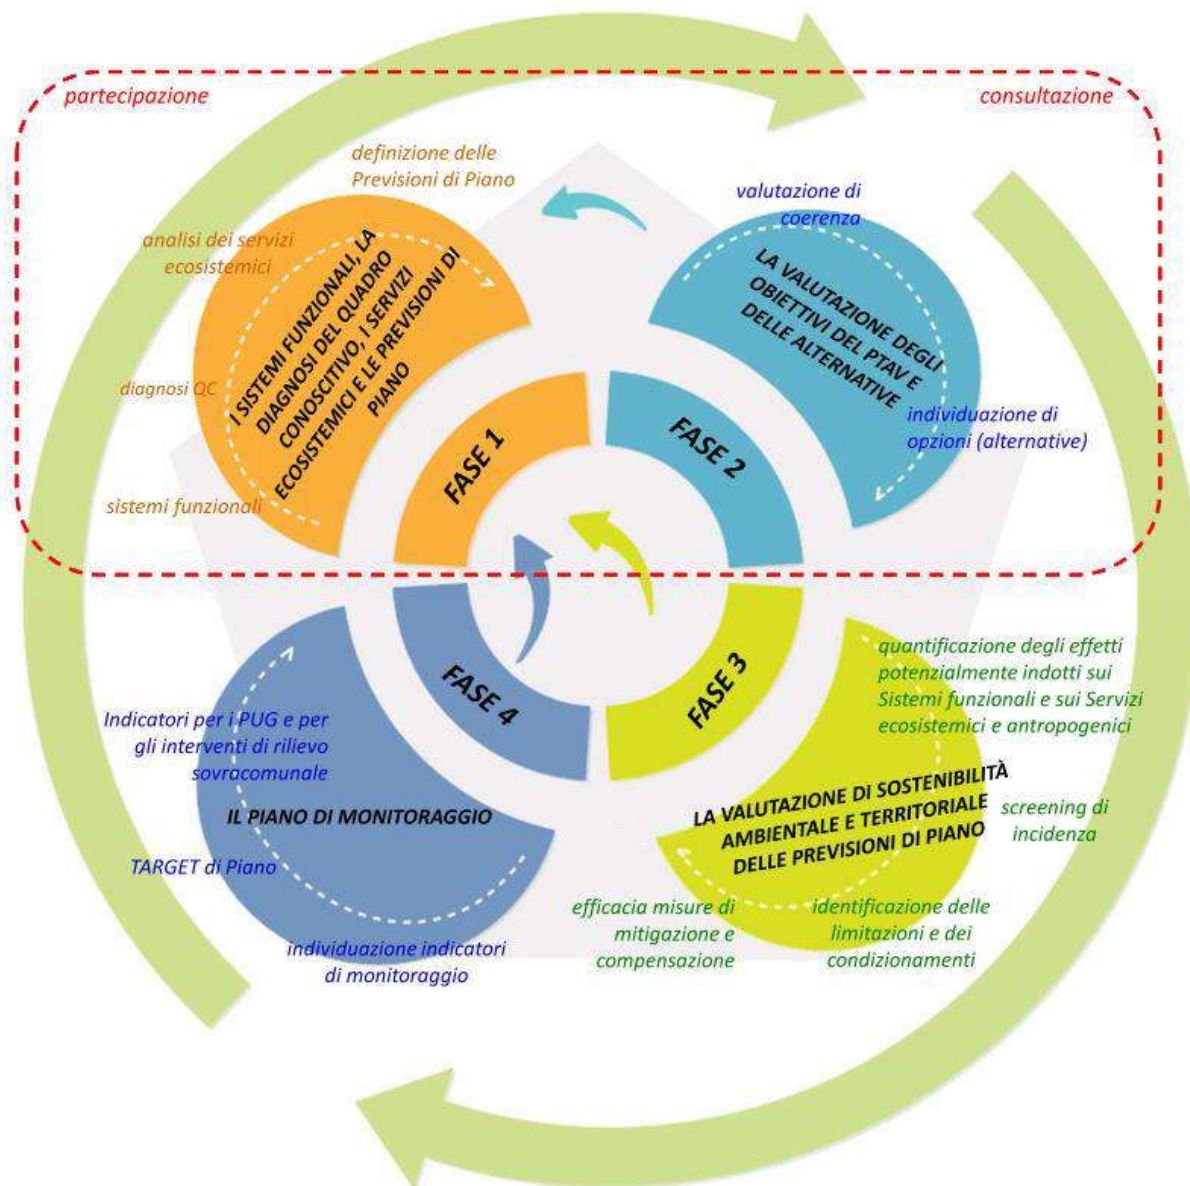 partecipazione
consultazione
definizione delle
Previsioni di Piano
analisi dei servizi
ecosistemici
diagnosi QC
sistemi funzionali
I SISTEMI FUNZIONALI, LA
DIAGNOSI DEL QUADRO
CONOSCITIVO, I SERVIZI
ECOSISTEMICI E LE PREVISIONI DI
PIANO
FASE 1
valutazione di
coerenza
LA VALUTAZIONE DEGLI
OBIETTIVI DEL PTAV E
DELLE ALTERNATIVE
individuazione di
opzioni (alternative)
FASE 2
FASE 3
quantificazione degli effetti
potenzialmente indotti sui
Sistemi funzionali e sui Servizi
ecosistemici e antropogenici
LA VALUTAZIONE DI SOSTENIBILITÀ
AMBIENTALE E TERRITORIALE
DELLE PREVISIONI DI PIANO
screening di
incidenza
identificazione delle
limitazioni e dei
condizionamenti
efficacia misure di
mitigazione e
compensazione
FASE 4
Indicatori per i PUG e per
gli interventi di rilievo
sovracomunale
IL PIANO DI MONITORAGGIO
TARGET di Piano
individuazione indicatori
di monitoraggio